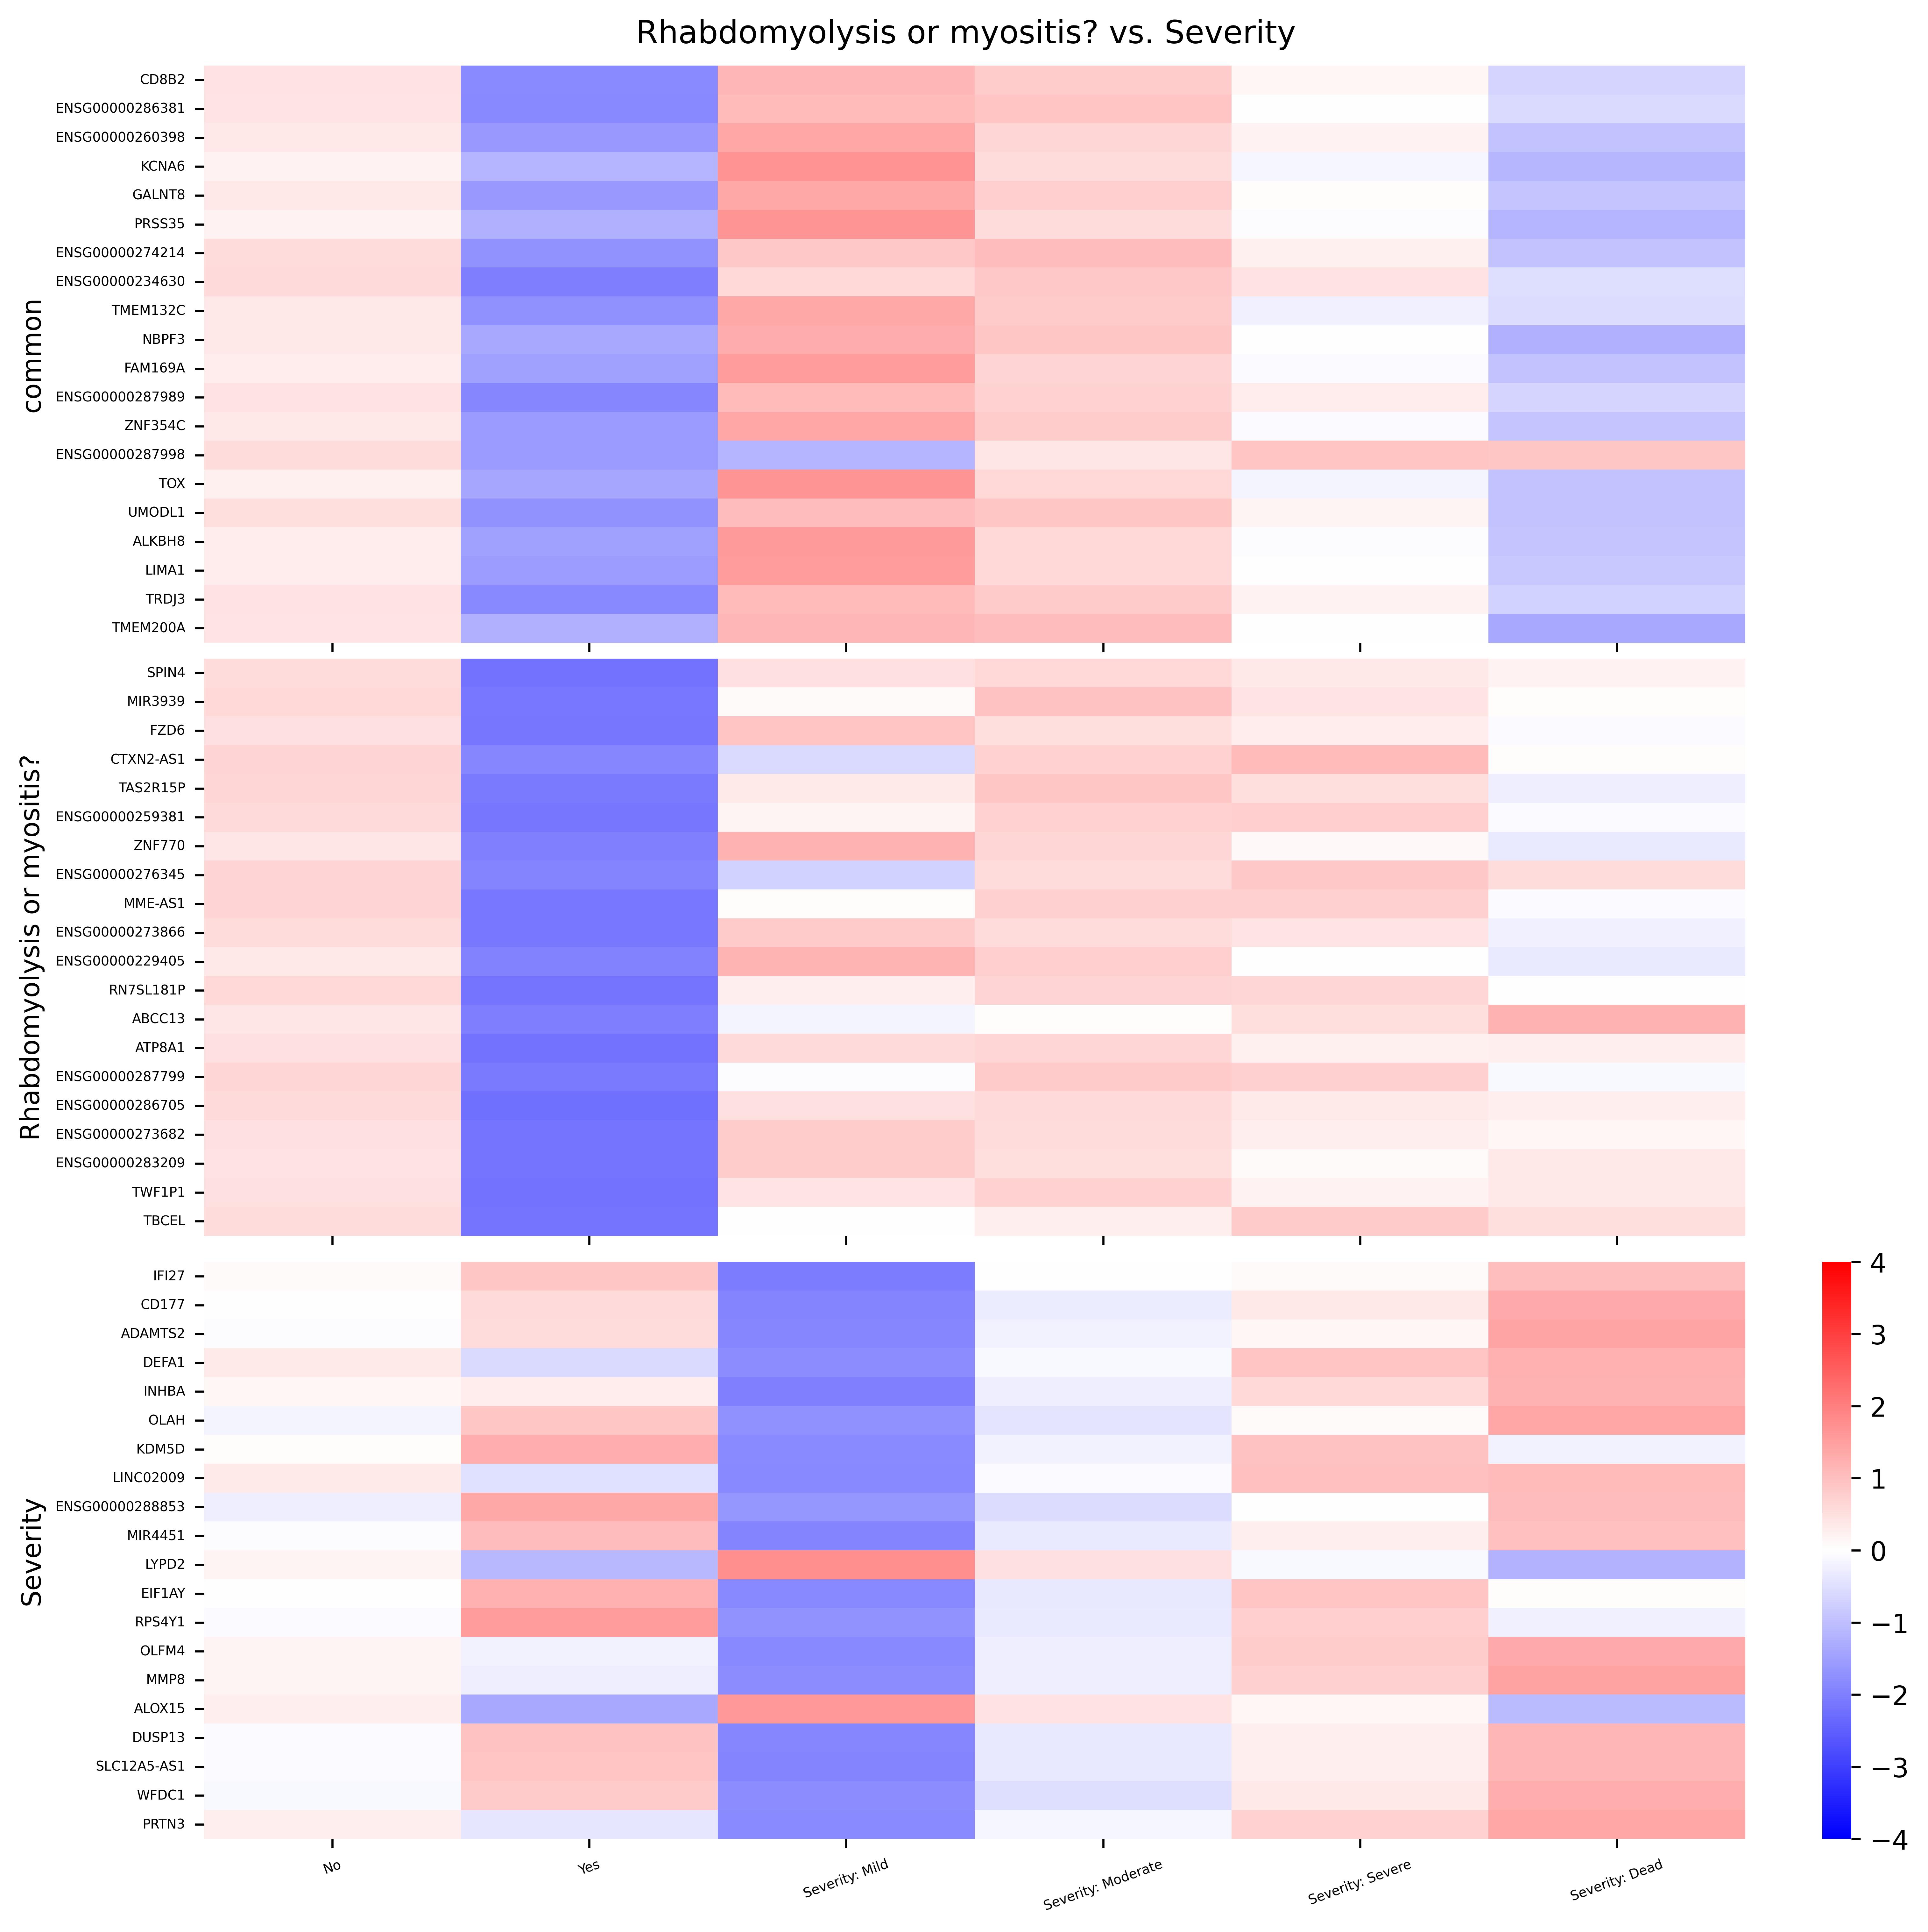 Rhabdomyolysis or myositis? vs. Severity
common
CD8B2
ENSG00000286381
ENSG00000260398
KCNA6
GALNT8
PRSS35
ENSG00000274214
ENSG00000234630
TMEM132C
NBPF3
FAM169A
ENSG00000287989
ZNF354C
ENSG00000287998
TOX
UMODL1
ALKBH8
LIMA1
TRDJ3
TMEM200A
Rhabdomyolysis or myositis?
SPIN4
MIR3939
FZD6
CTXN2-AS1
TAS2R15P
ENSG00000259381
ZNF770
ENSG00000276345
MME-AS1
ENSG00000273866
ENSG00000229405
RN7SL181P
ABCC13
ATP8A1
ENSG00000287799
ENSG00000286705
ENSG00000273682
ENSG00000283209
TWF1P1
TBCEL
Severity
IFI27
CD177
ADAMTS2
DEFA1
INHBA
OLAH
KDM5D
LINC02009
ENSG00000288853
MIR4451
LYPD2
EIF1AY
RPS4Y1
OLFM4
MMP8
ALOX15
DUSP13
SLC12A5-AS1
WFDC1
PRTN3
No
Yes
Severity: Mild
Severity: Moderate
Severity: Severe
Severity: Dead
4
3
2
1
0
−1
−2
−3
−4